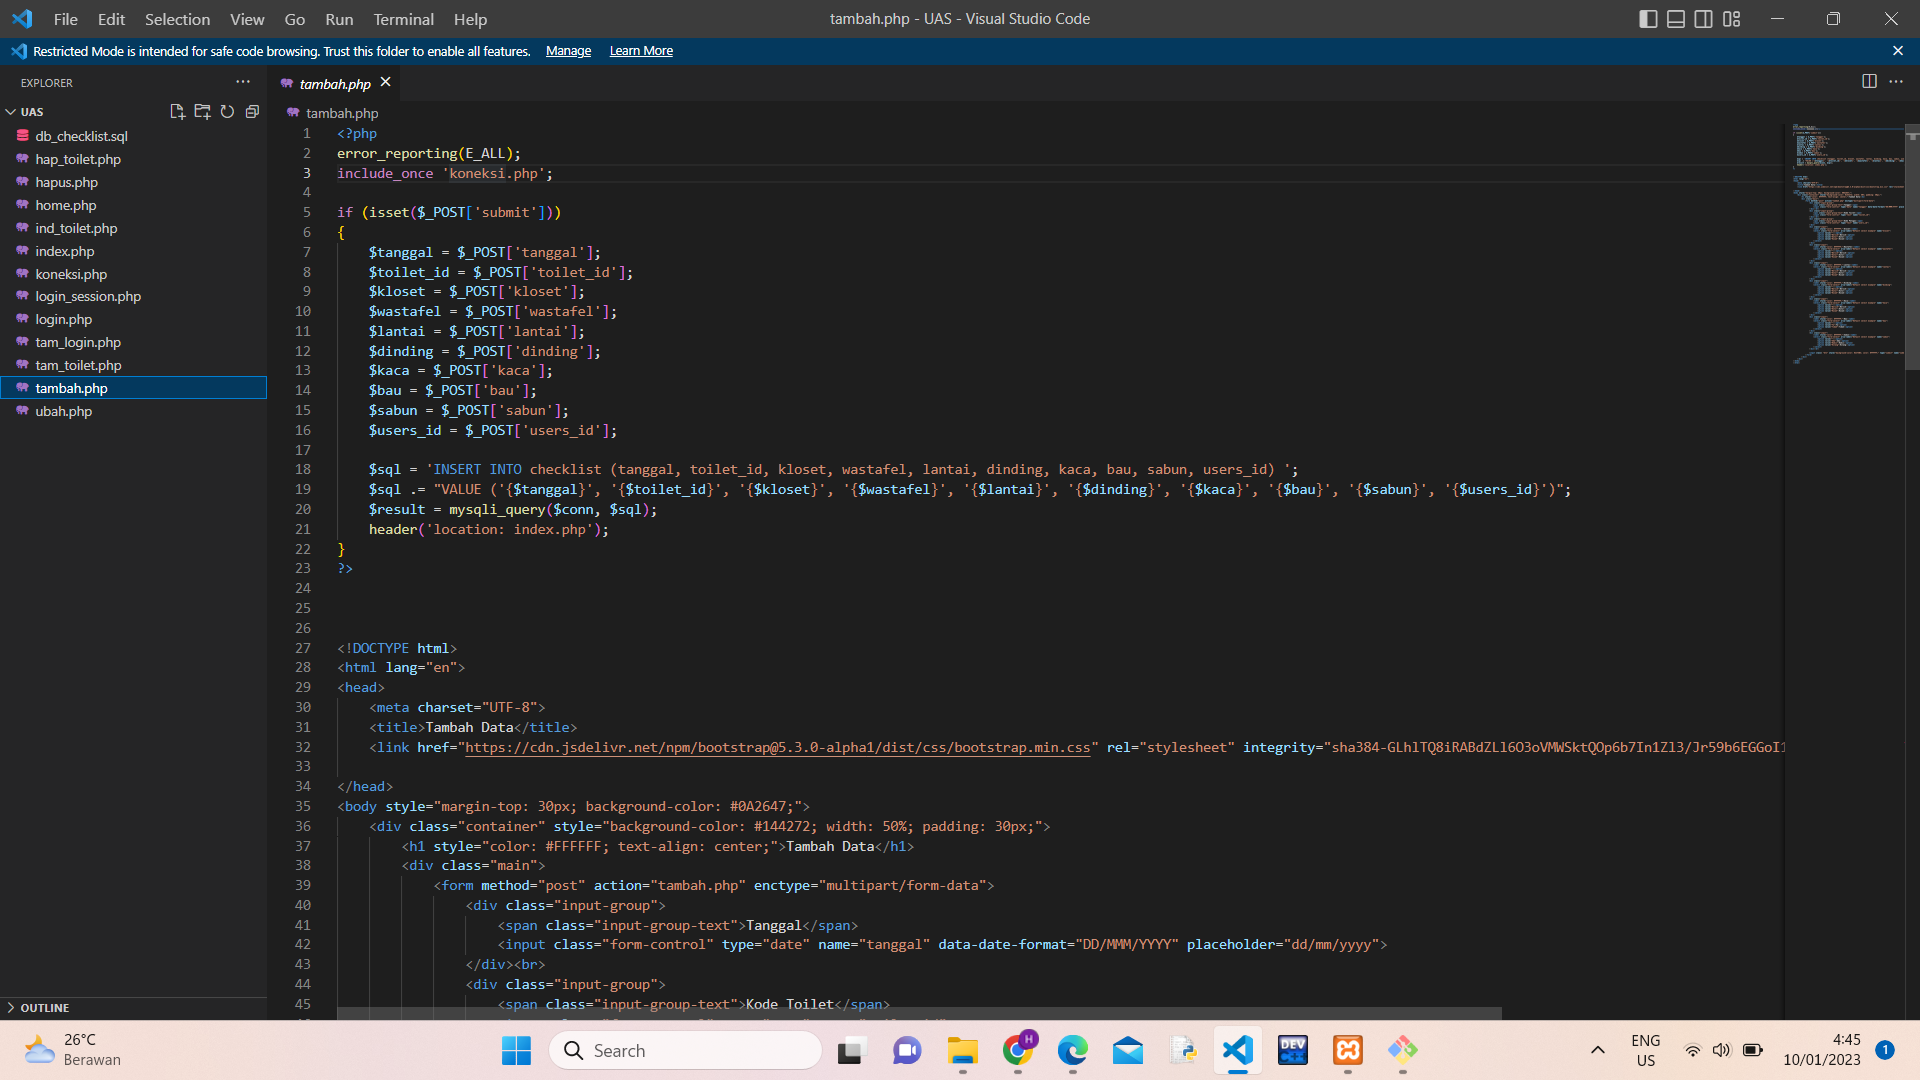 File Edit Selection View Go Run Terminal Help
tambah.php - UAS - Visual Studio Code
Restricted Mode is intended for safe code browsing. Trust this folder to enable all features. Manage Learn More
EXPLORER
UAS
db_checklist.sql
hap_toilet.php
hapus.php
home.php
ind_toilet.php
index.php
koneksi.php
login_session.php
login.php
tam_login.php
tam_toilet.php
tambah.php
ubah.php
OUTLINE
tambah.php
tambah.php
1 <?php
2 error_reporting(E_ALL);
3 include_once 'koneksi.php';
4
5 if (isset($_POST['submit']))
6 {
7 $tanggal = $_POST['tanggal'];
8 $toilet_id = $_POST['toilet_id'];
9 $kloset = $_POST['kloset'];
10 $wastafel = $_POST['wastafel'];
11 $lantai = $_POST['lantai'];
12 $dinding = $_POST['dinding'];
13 $kaca = $_POST['kaca'];
14 $bau = $_POST['bau'];
15 $sabun = $_POST['sabun'];
16 $users_id = $_POST['users_id'];
17
18 $sql = 'INSERT INTO checklist (tanggal, toilet_id, kloset, wastafel, lantai, dinding, kaca, bau, sabun, users_id) ';
19 $sql .= "VALUE ('{$tanggal}', '{$toilet_id}', '{$kloset}', '{$wastafel}', '{$lantai}', '{$dinding}', '{$kaca}', '{$bau}', '{$sabun}', '{$users_id}')";
20 $result = mysqli_query($conn, $sql);
21 header('location: index.php');
22 }
23 ?>
24
25
26
27 <!DOCTYPE html>
28 <html lang="en">
29 <head>
30 <meta charset="UTF-8">
31 <title>Tambah Data</title>
32 <link href="https://cdn.jsdelivr.net/npm/bootstrap@5.3.0-alpha1/dist/css/bootstrap.min.css" rel="stylesheet" integrity="sha384-GLhlTQ8iRABdZLl6O3oVMWSktQOp6b7In1Zl3/Jr59b6EGGoI1
33
34 </head>
35 <body style="margin-top: 30px; background-color: #0A2647;">
36 <div class="container" style="background-color: #144272; width: 50%; padding: 30px;">
37 <h1 style="color: #FFFFFF; text-align: center;">Tambah Data</h1>
38 <div class="main">
39 <form method="post" action="tambah.php" enctype="multipart/form-data">
40 <div class="input-group">
41 <span class="input-group-text">Tanggal</span>
42 <input class="form-control" type="date" name="tanggal" data-date-format="DD/MMM/YYYY" placeholder="dd/mm/yyyy">
43 </div><br>
44 <div class="input-group">
45 <span class="input-group-text">Kode Toilet</span>
26°C
Berawan
Search
H
DEV
ENG
US
4:45
10/01/2023
1